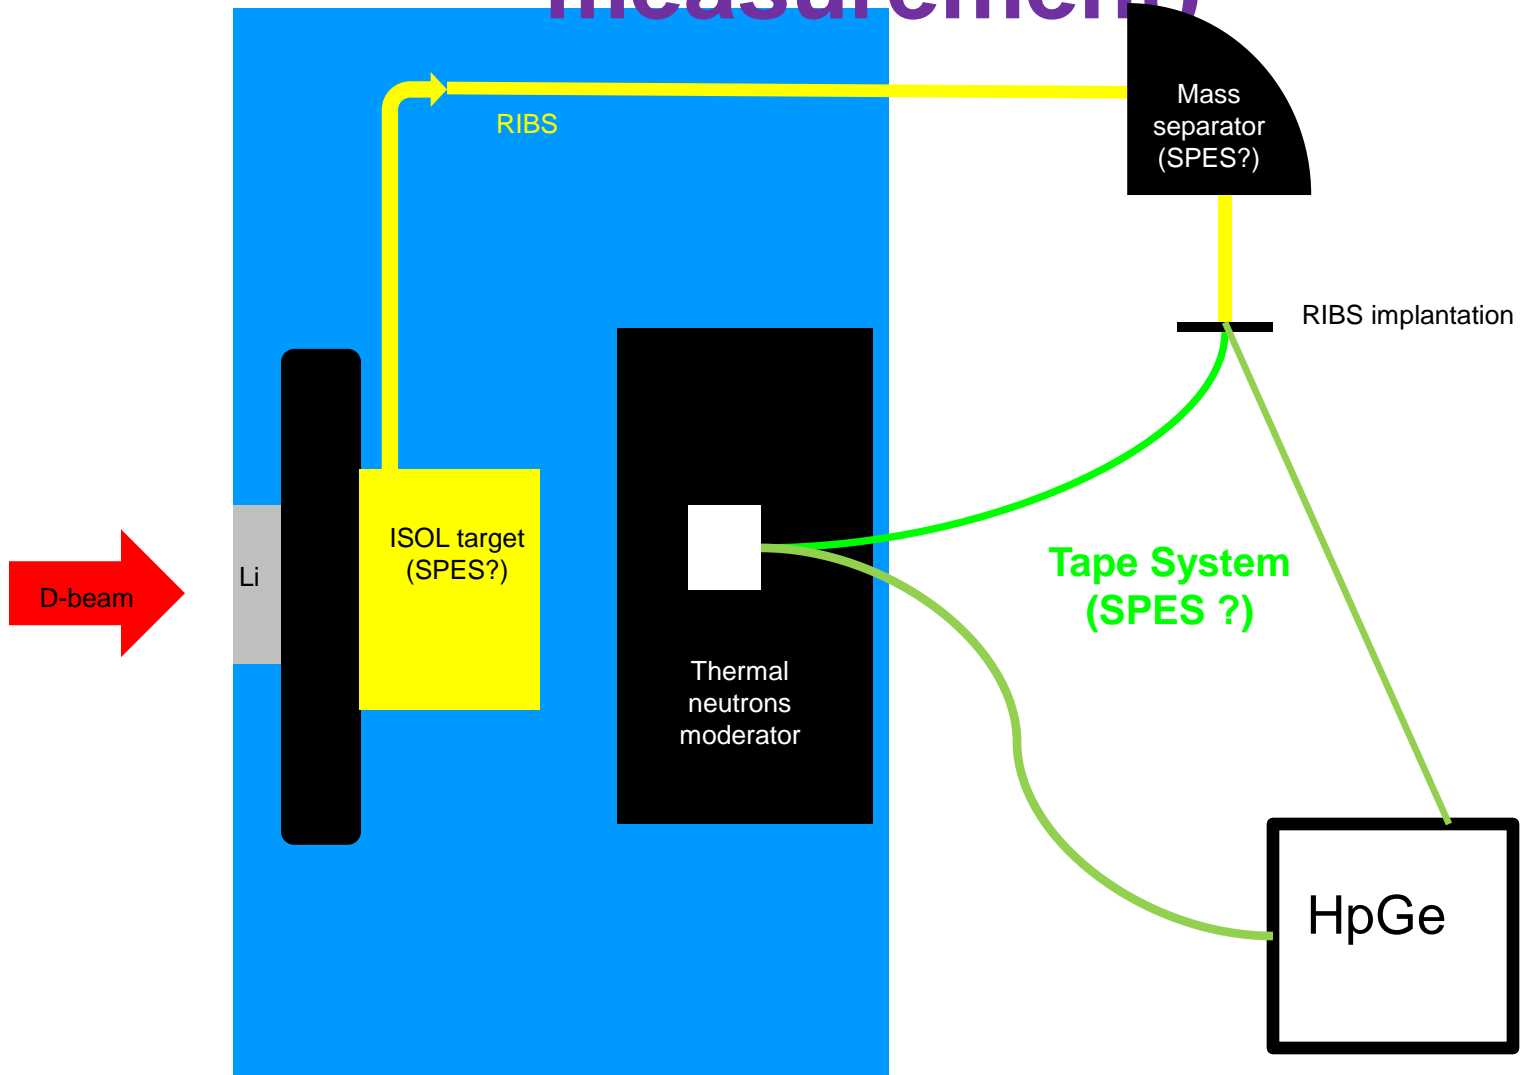 RIBS
Mass
separator
(SPES?)
RIBS implantation
ISOL target
(SPES?)
Li
D-beam
Tape System
(SPES ?)
Thermal
neutrons
moderator
HpGe